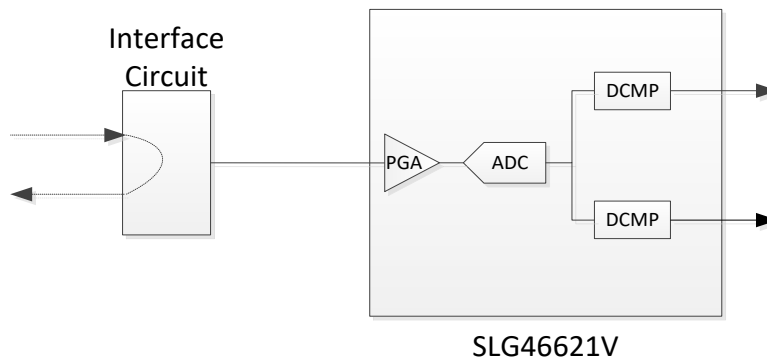 Interface
Circuit
PGA
ADC
DCMP
DCMP
SLG46621V